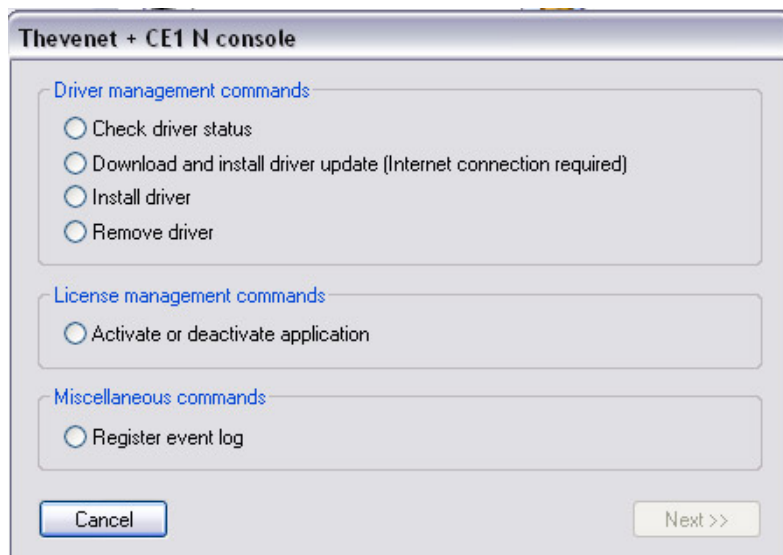 Thevenet + CE1 N console
Driver management commands
Check driver status
Download and install driver update (Internet connection required)
Install driver
Remove driver
License management commands
Activate or deactivate application
Miscellaneous commands
Register event log
Cancel
Next >>